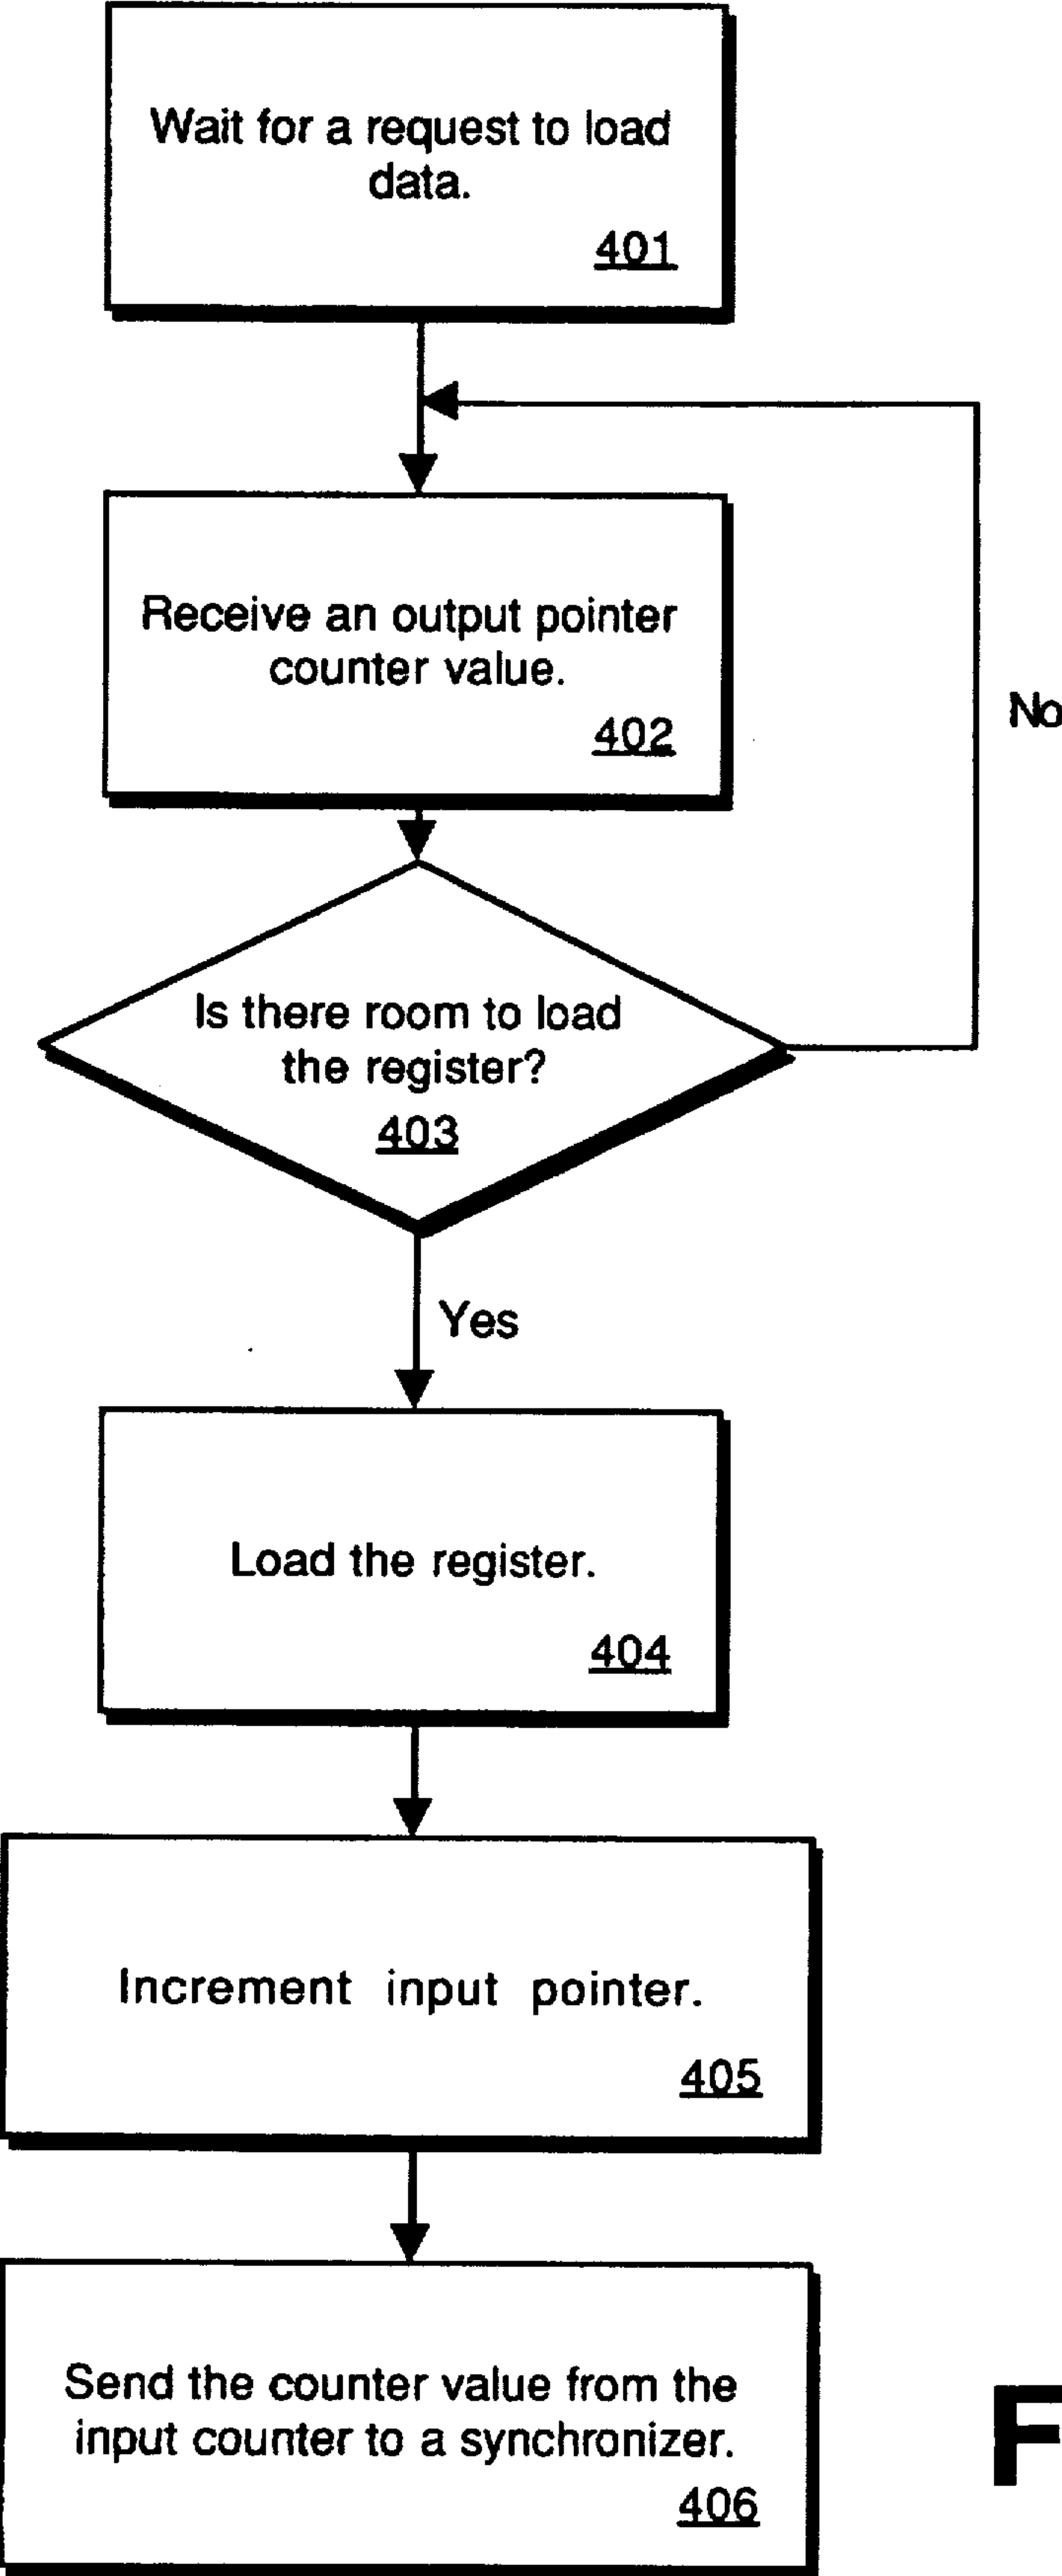 Wait for a request to load
data.
401
Receive an output pointer
counter value.
402
No
Is there room to load
the register?
403
Yes
Load the register.
404
Increment input pointer.
405
Send the counter value from the
input counter to a synchronizer.
406
F